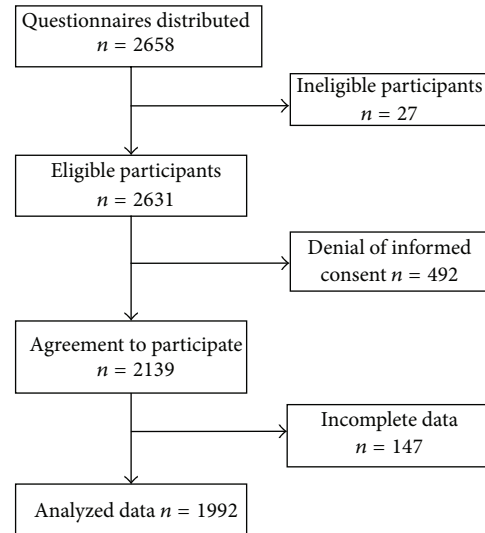 Questionnaires distributed
n = 2658
Ineligible participants
n = 27
Eligible participants
n = 2631
Denial of informed
consent n = 492
Agreement to participate
n = 2139
Incomplete data
n = 147
Analyzed data n = 1992